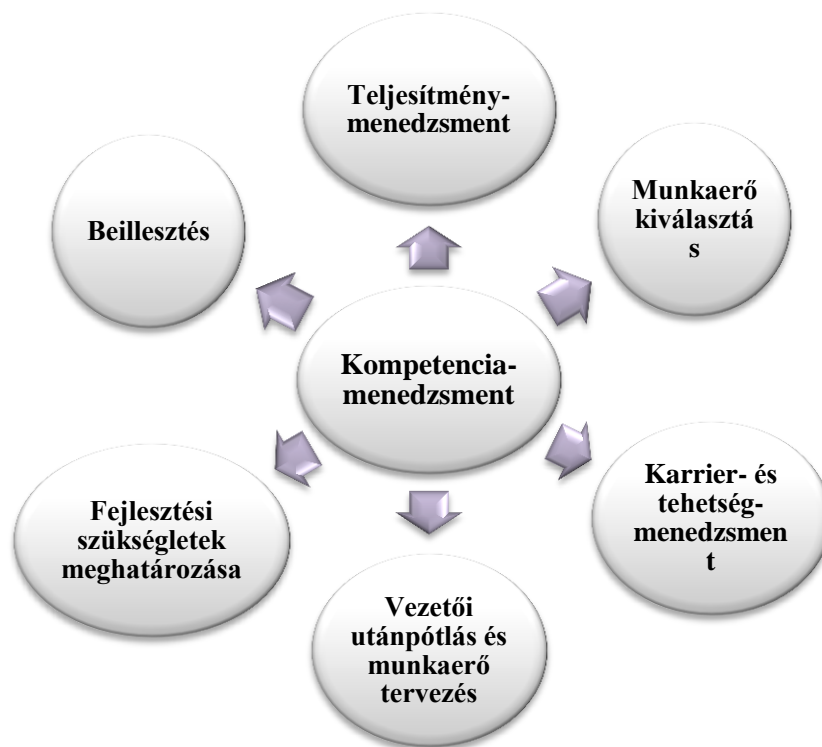 Teljesítmény-
menedzsment
Munkaerő
kiválasztá
s
Beillesztés
Kompetencia-
menedzsment
Karrier- és
tehetség-
menedzsmen
t
Fejlesztési
szükségletek
meghatározása
Vezetői
utánpótlás és
munkaerő
tervezés